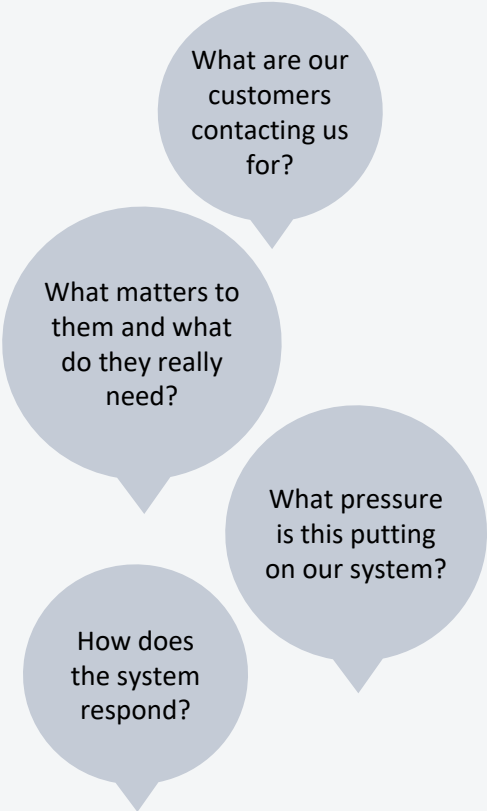 What are our
customers
contacting us
for?
What matters to
them and what
do they really
need?
What pressure
is this putting
on our system?
How does
the system
respond?